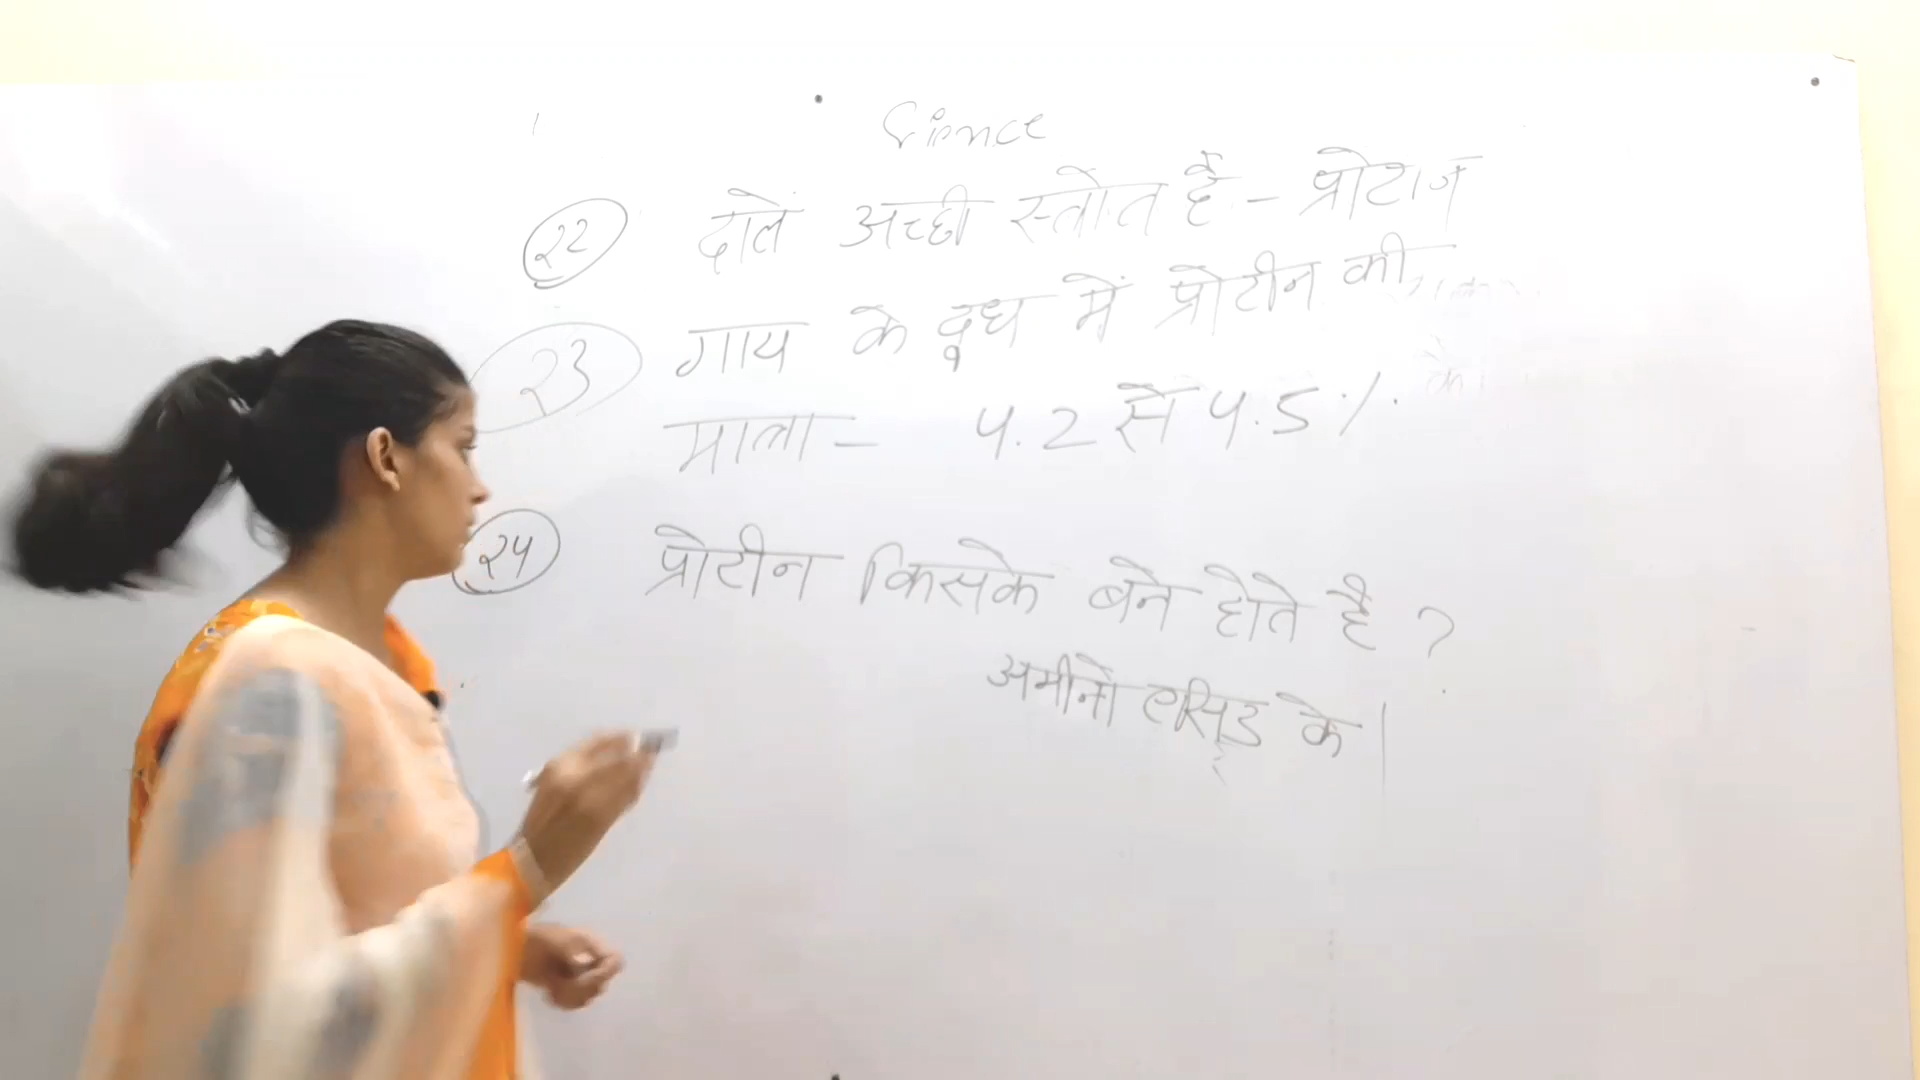 Science
22 दाले अच्छी स्तोत है - प्रोटीन
23 गाय के दूध में प्रोटीन की
मात्रा - 4.2 से 4.5 %.
24 प्रोटीन किसके बने होते है ?
अमीनो एसिड के |